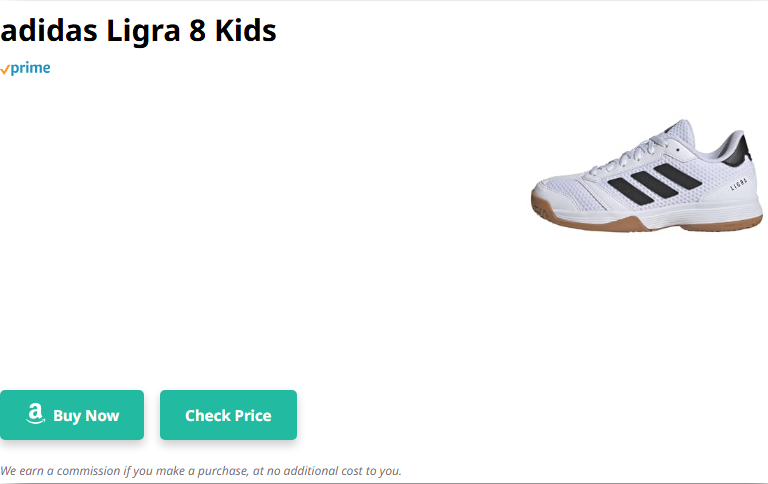 adidas Ligra 8 Kids
prime
LIGRA
Buy Now
Check Price
We earn a commission if you make a purchase, at no additional cost to you.